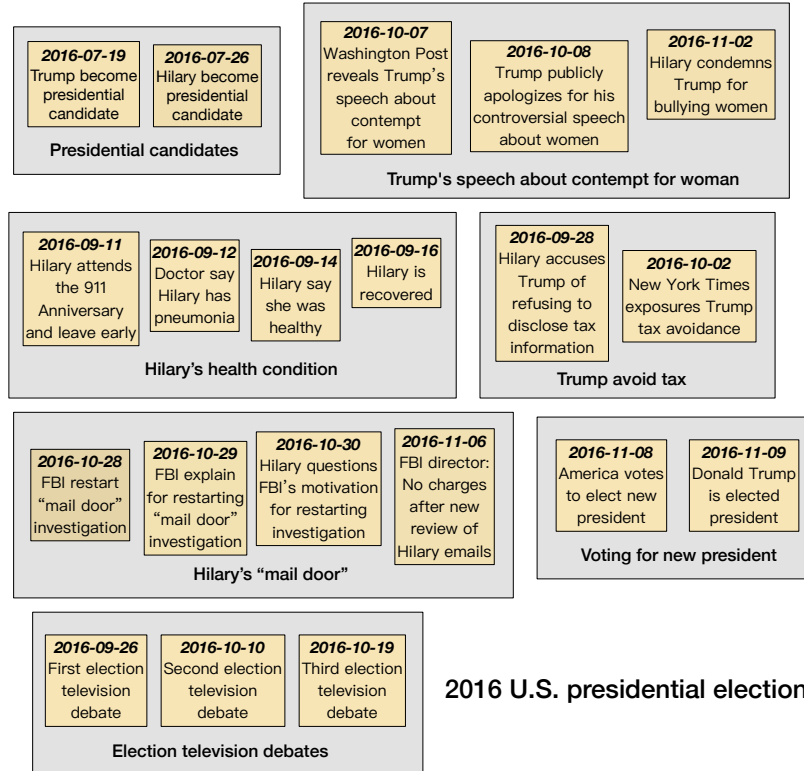 2016-07-19
Trump become
presidential
candidate
2016-07-26
Hilary become
presidential
candidate
Presidential candidates
2016-10-07
Washington Post
reveals Trump's
speech about
contempt
for women
2016-10-08
Trump publicly
apologizes for his
controversial speech
about women
2016-11-02
Hilary condemns
Trump for
bullying women
Trump's speech about contempt for woman
2016-09-11
Hilary attends
the 911
Anniversary
and leave early
2016-09-12
Doctor say
Hilary has
pneumonia
2016-09-14
Hilary say
she was
healthy
2016-09-16
Hilary is
recovered
Hilary’s health condition
2016-09-28
Hilary accuses
Trump of
refusing to
disclose tax
information
2016-10-02
New York Times
exposures Trump
tax avoidance
Trump avoid tax
2016-10-28
FBI restart
“mail door”
investigation
2016-10-29
FBI explain
for restarting
“mail door”
investigation
2016-10-30
Hilary questions
FBI’s motivation
for restarting
investigation
2016-11-06
FBI director:
No charges
after new
review of
Hilary emails
Hilary’s “mail door”
2016-11-08
America votes
to elect new
president
2016-11-09
Donald Trump
is elected
president
Voting for new president
2016-09-26
First election
television
debate
2016-10-10
Second election
television
debate
2016-10-19
Third election
television
debate
Election television debates
2016 U.S. presidential election